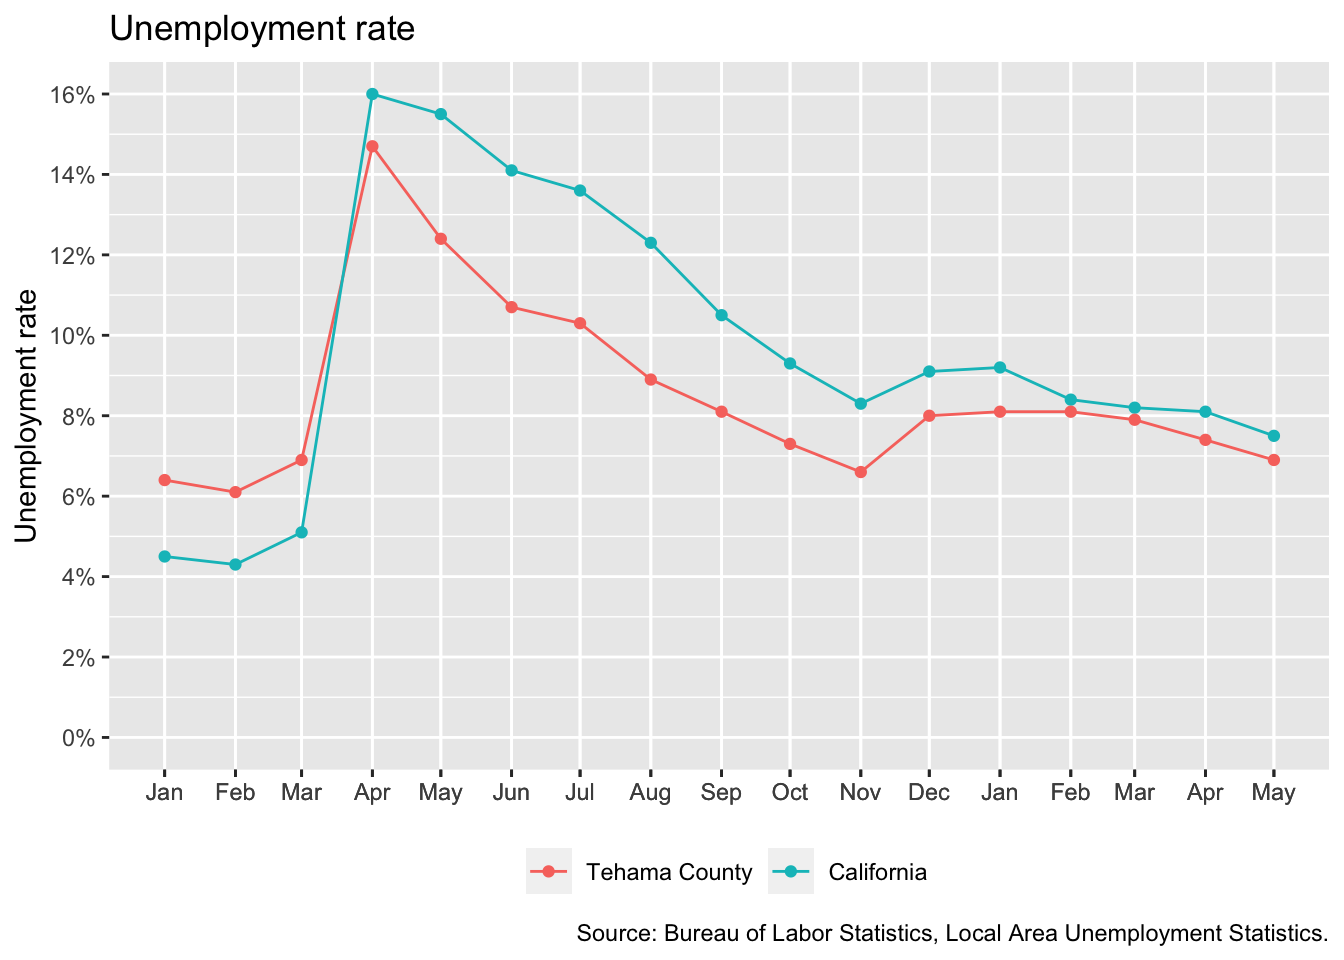 Unemployment rate
Unemployment rate
16%
14%
12%
10%
8%
6%
4%
2%
0%
Jan Feb Mar Apr May Jun Jul Aug Sep Oct Nov Dec Jan Feb Mar Apr May
Tehama County California
Source: Bureau of Labor Statistics, Local Area Unemployment Statistics.